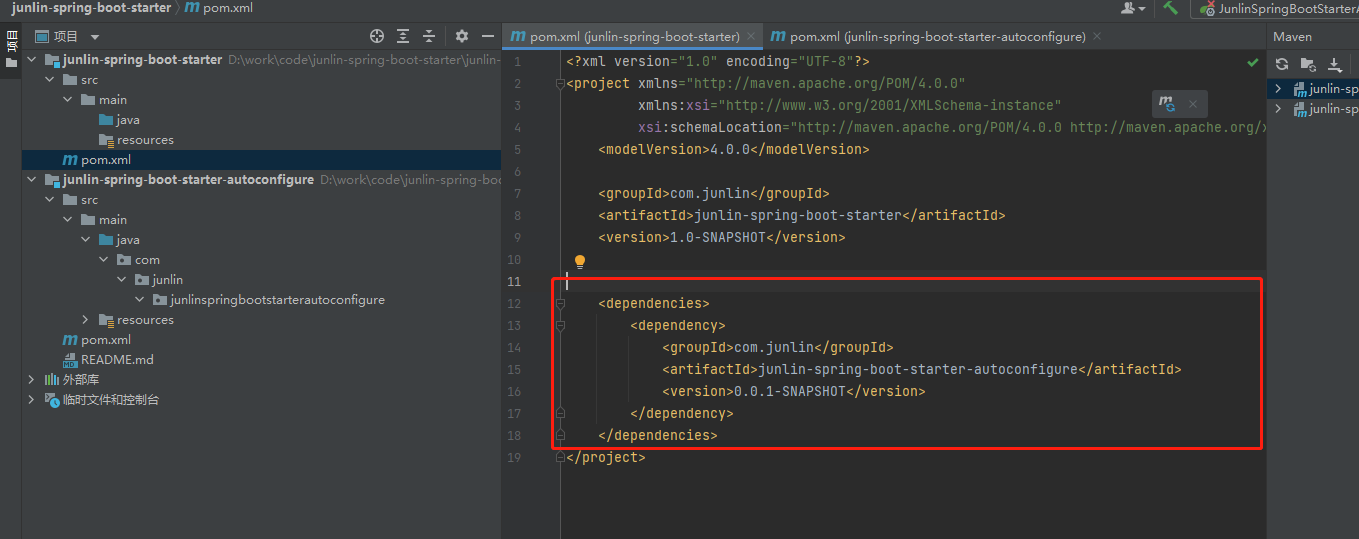 junlin-spring-boot-starter pom.xml
JunlinSpringBootStarterA
项目
项目
pom.xml (junlin-spring-boot-starter)
pom.xml (junlin-spring-boot-starter-autoconfigure)
Maven
junlin-spring-boot-starter D:\work\code\junlin-spring-boot-starter\junlin-
src
main
java
resources
pom.xml
junlin-spring-boot-starter-autoconfigure D:\work\code\junlin-spring-boo
src
main
java
com
junlin
junlinspringbootstarterautoconfigure
resources
pom.xml
README.md
外部库
临时文件和控制台
1 <?xml version="1.0" encoding="UTF-8"?>
2 <project xmlns="http://maven.apache.org/POM/4.0.0"
3 xmlns:xsi="http://www.w3.org/2001/XMLSchema-instance"
4 xsi:schemaLocation="http://maven.apache.org/POM/4.0.0 http://maven.apache.org/x
5 <modelVersion>4.0.0</modelVersion>
6
7 <groupId>com.junlin</groupId>
8 <artifactId>junlin-spring-boot-starter</artifactId>
9 <version>1.0-SNAPSHOT</version>
10
11
12 <dependencies>
13 <dependency>
14 <groupId>com.junlin</groupId>
15 <artifactId>junlin-spring-boot-starter-autoconfigure</artifactId>
16 <version>0.0.1-SNAPSHOT</version>
17 </dependency>
18 </dependencies>
19 </project>
junlin-sp
junlin-sp